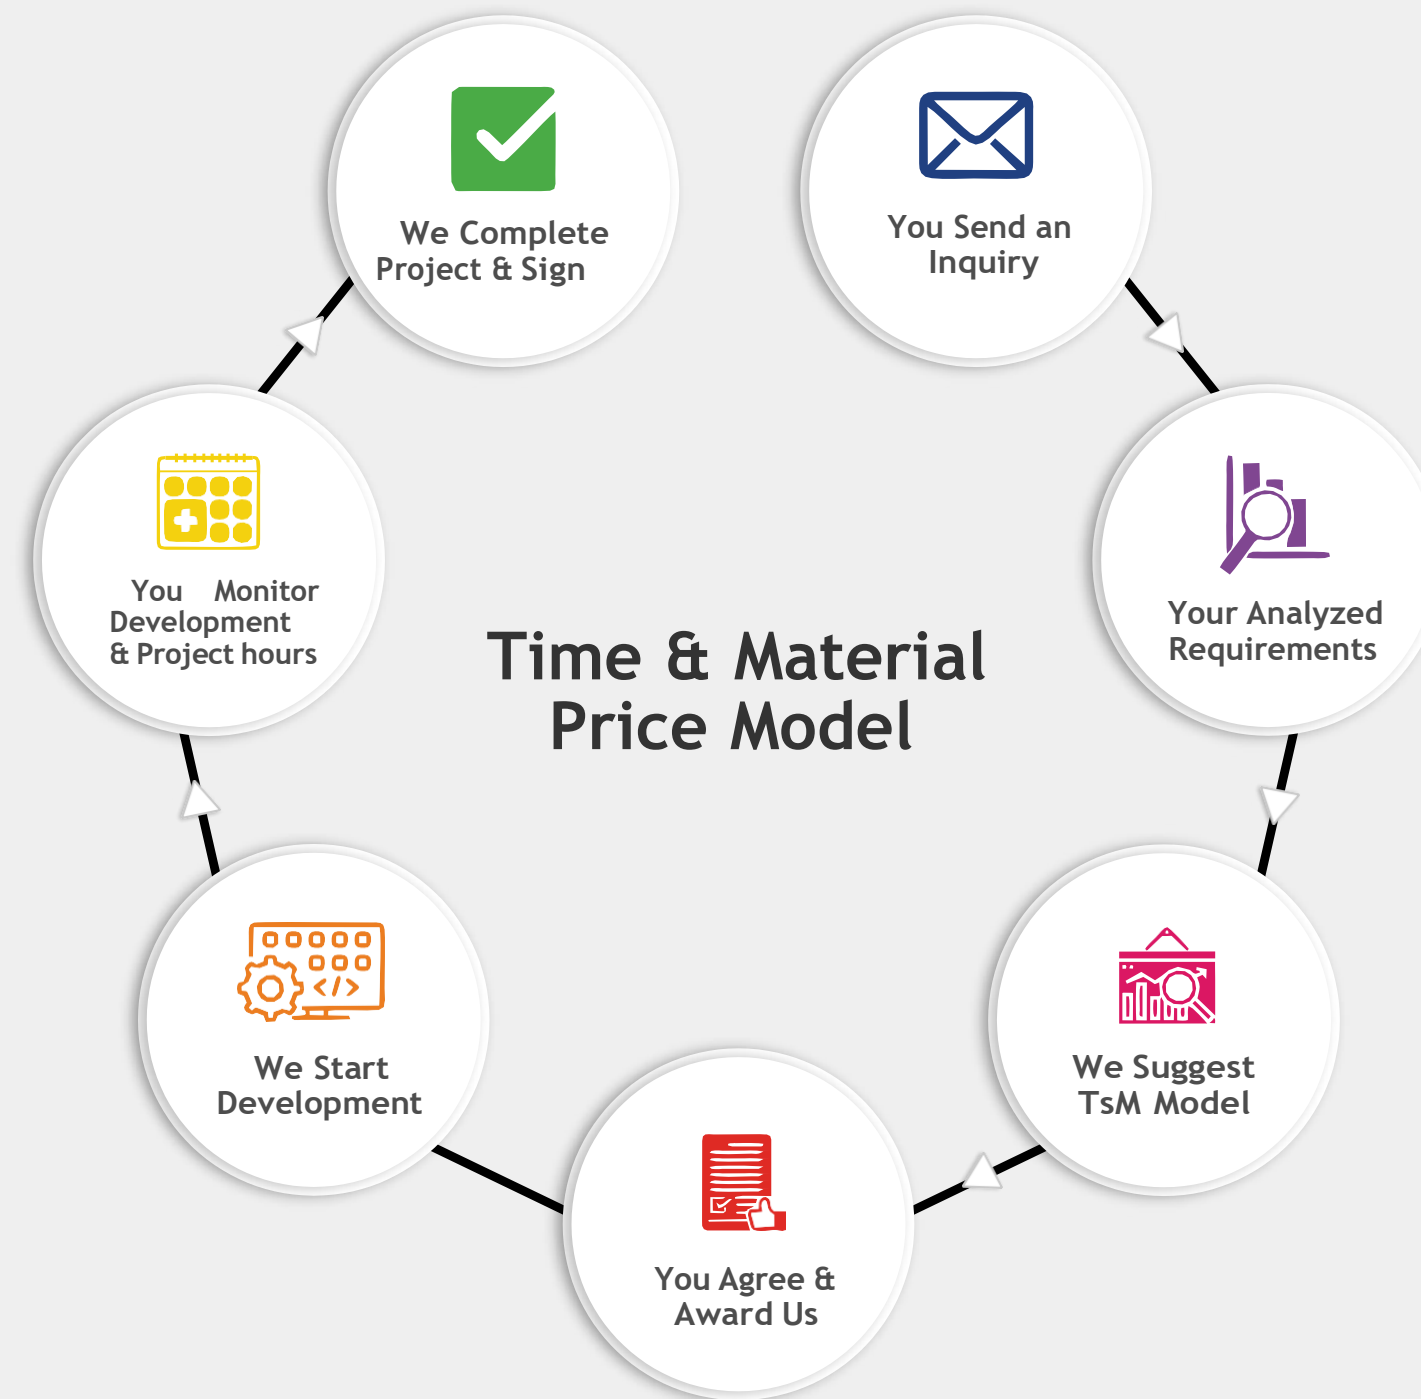 We Complete
Project & Sign
You Send an
Inquiry
You Monitor
Development
& Project hours
Your Analyzed
Requirements
Time & Material
Price Model
We Start
Development
</>
We Suggest
TsM Model
You Agree &
Award Us